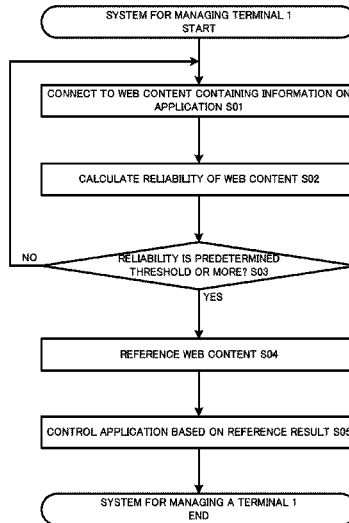 SYSTEM FOR MANAGING TERMINAL 1
START
CONNECT TO WEB CONTENT CONTAINING INFORMATION ON
APPLICATION S01
CALCULATE RELIABILITY OF WEB CONTENT S02
RELIABILITY IS PREDETERMINED
THRESHOLD OR MORE? S03
NO
YES
REFERENCE WEB CONTENT S04
CONTROL APPLICATION BASED ON REFERENCE RESULT S05
SYSTEM FOR MANAGING A TERMINAL 1
END